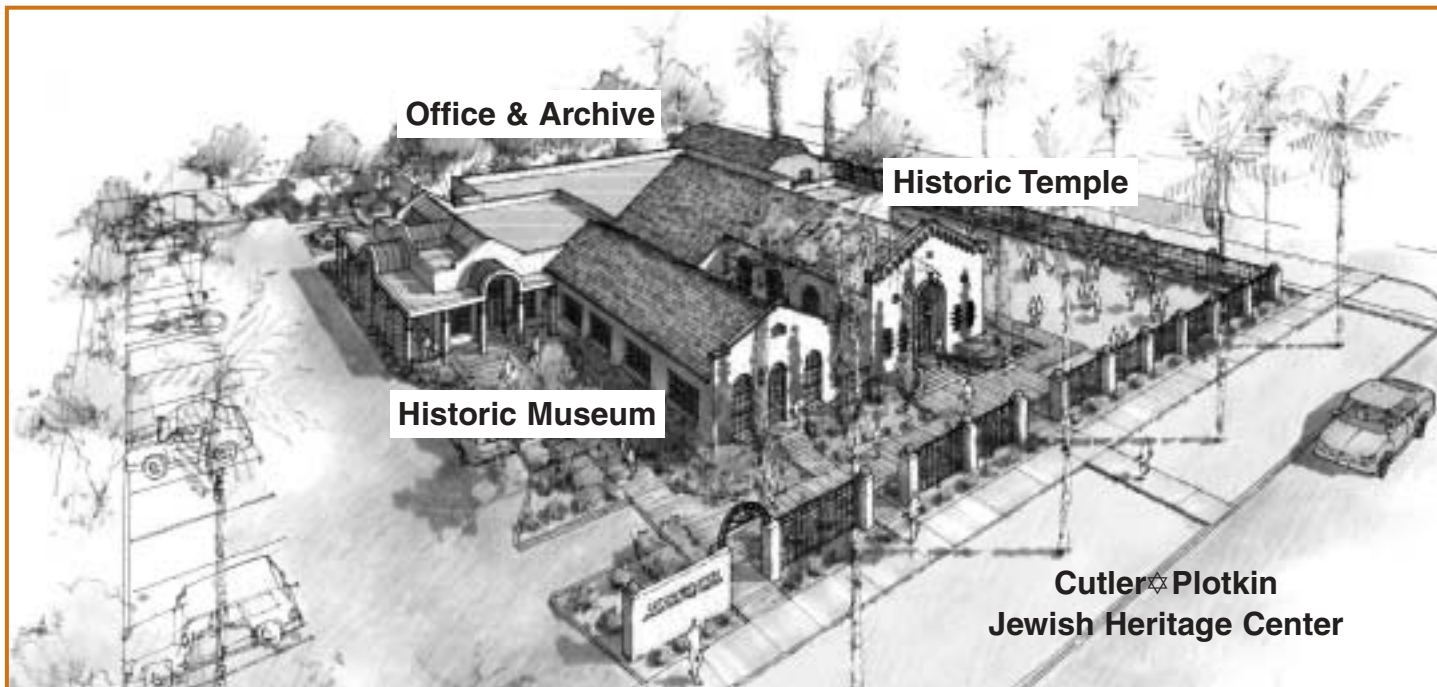 Office & Archive
Historic Temple
Historic Museum
Cutler✡Plotkin
Jewish Heritage Center